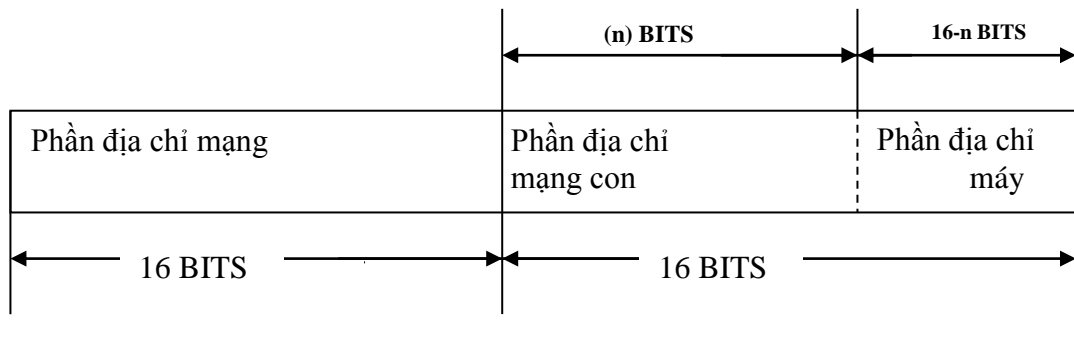 (n) BITS 16-n BITS
Phần địa chỉ mạng Phần địa chỉ Phần địa chỉ
mạng con máy
16 BITS 16 BITS